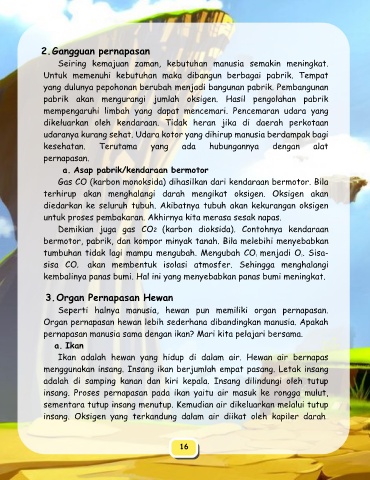 2. Gangguan pernapasan
Seiring kemajuan zaman, kebutuhan manusia semakin meningkat.
Untuk memenuhi kebutuhan maka dibangun berbagai pabrik. Tempat
yang dulunya pepohonan berubah menjadi bangunan pabrik. Pembangunan
pabrik akan mengurangi jumlah oksigen. Hasil pengolahan pabrik
mempengaruhi limbah yang dapat mencemari. Pencemaran udara yang
dikeluarkan oleh kendaraan. Tidak heran jika di daerah perkotaan
udaranya kurang sehat. Udara kotor yang dihirup manusia berdampak bagi
kesehatan. Terutama yang ada hubungannya dengan alat
pernapasan.
a. Asap pabrik/kendaraan bermotor
Gas CO (karbon monoksida) dihasilkan dari kendaraan bermotor. Bila
terhirup akan menghalangi darah mengikat oksigen. Oksigen akan
diedarkan ke seluruh tubuh. Akibatnya tubuh akan kekurangan oksigen
untuk proses pembakaran. Akhirnya kita merasa sesak napas.
Demikian juga gas CO2 (karbon dioksida). Contohnya kendaraan
bermotor, pabrik, dan kompor minyak tanah. Bila melebihi menyebabkan
tumbuhan tidak lagi mampu mengubah. Mengubah CO2 menjadi O2. Sisa-
sisa CO2 akan membentuk isolasi atmosfer. Sehingga menghalangi
kembalinya panas bumi. Hal ini yang menyebabkan panas bumi meningkat.
3. Organ Pernapasan Hewan
Seperti halnya manusia, hewan pun memiliki organ pernapasan.
Organ pernapasan hewan lebih sederhana dibandingkan manusia. Apakah
pernapasan manusia sama dengan ikan? Mari kita pelajari bersama.
a. Ikan
Ikan adalah hewan yang hidup di dalam air. Hewan air bernapas
menggunakan insang. Insang ikan berjumlah empat pasang. Letak insang
adalah di samping kanan dan kiri kepala. Insang dilindungi oleh tutup
insang. Proses pernapasan pada ikan yaitu air masuk ke rongga mulut,
sementara tutup insang menutup. Kemudian air dikeluarkan melalui tutup
insang. Oksigen yang terkandung dalam air diikat oleh kapiler darah
16